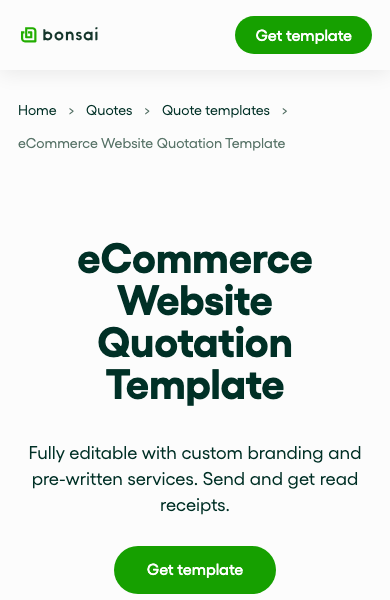 bonsai
Get template
Home > Quotes > Quote templates >
eCommerce Website Quotation Template
eCommerce
Website
Quotation
Template
Fully editable with custom branding and
pre-written services. Send and get read
receipts.
Get template